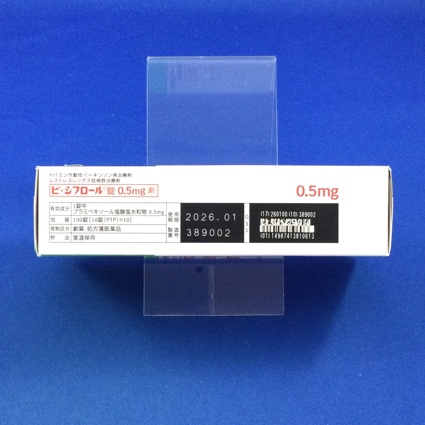 ドパミン作動性パーキンソン病治療剤
レストレスレッグス症候群治療剤
ビ・シフロール®錠 0.5mg 劇
0.5mg
有効成分 1錠中
プラミペキソール塩酸塩水和物 0.5mg
包装 100錠[10錠(PTP)×10]
規制区分 劇薬、処方箋医薬品
貯法 室温保存
使用期限 2026.01
製造番号 389002
(17)260100(10)389002
(01)14987413810613